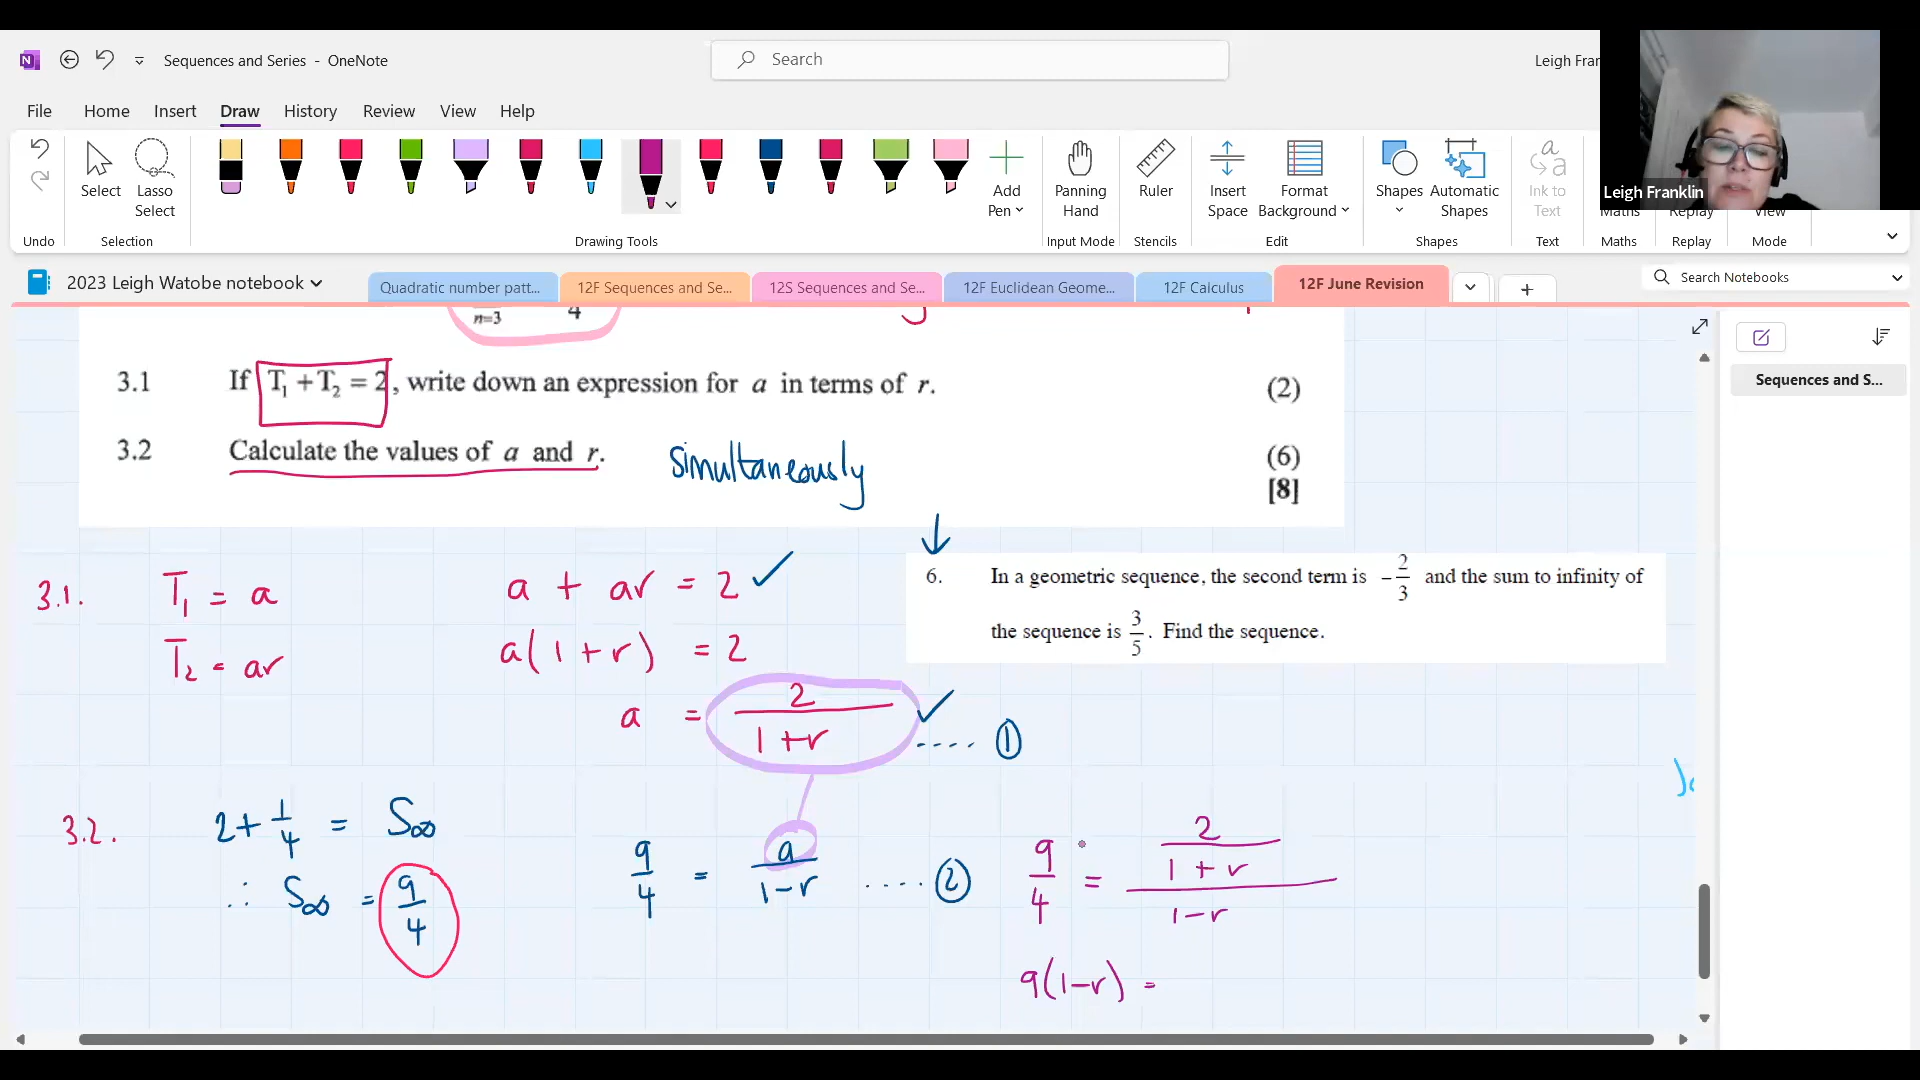 Sequences and Series - OneNote
Search
Leigh Fran
File Home Insert Draw History Review View Help
Select
Lasso Select
Add Pen
Panning Hand
Ruler
Insert Space
Format Background
Shapes
Automatic Shapes
Ink to Text
Maths
Replay
View
Leigh Franklin
Undo
Selection
Drawing Tools
Input Mode
Stencils
Edit
Shapes
Text
Maths
Replay
Mode
2023 Leigh Watobe notebook
Quadratic number patt...
12F Sequences and Se...
12S Sequences and Se...
12F Euclidean Geome...
12F Calculus
12F June Revision
+
Search Notebooks
Sequences and S...
n=3 4
3.1 If T₁ + T₂ = 2, write down an expression for a in terms of r. (2)
3.2 Calculate the values of a and r. simultaneously (6)
[8]
6. In a geometric sequence, the second term is -2/3 and the sum to infinity of
the sequence is 3/5. Find the sequence.
3.1. T₁ = a
T₂ = ar
a + ar = 2 ✓
a(1+r) = 2
a = 2/(1+r) ✓ .... ①
3.2. 2 + 1/4 = S∞
∴ S∞ = 9/4
9/4 = a/(1-r) ..... ②
9/4 = (2/(1+r))/(1-r)
9(1-r) =